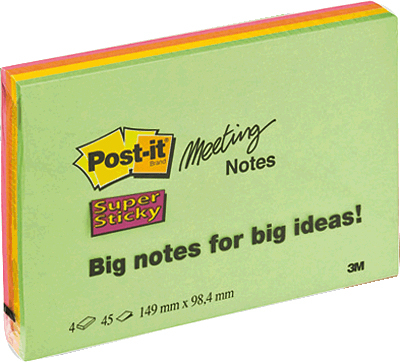 Post-it
Brand
Meeting
Notes
Super
Sticky
Big notes for big ideas!
3M
4 45 149 mm x 98,4 mm